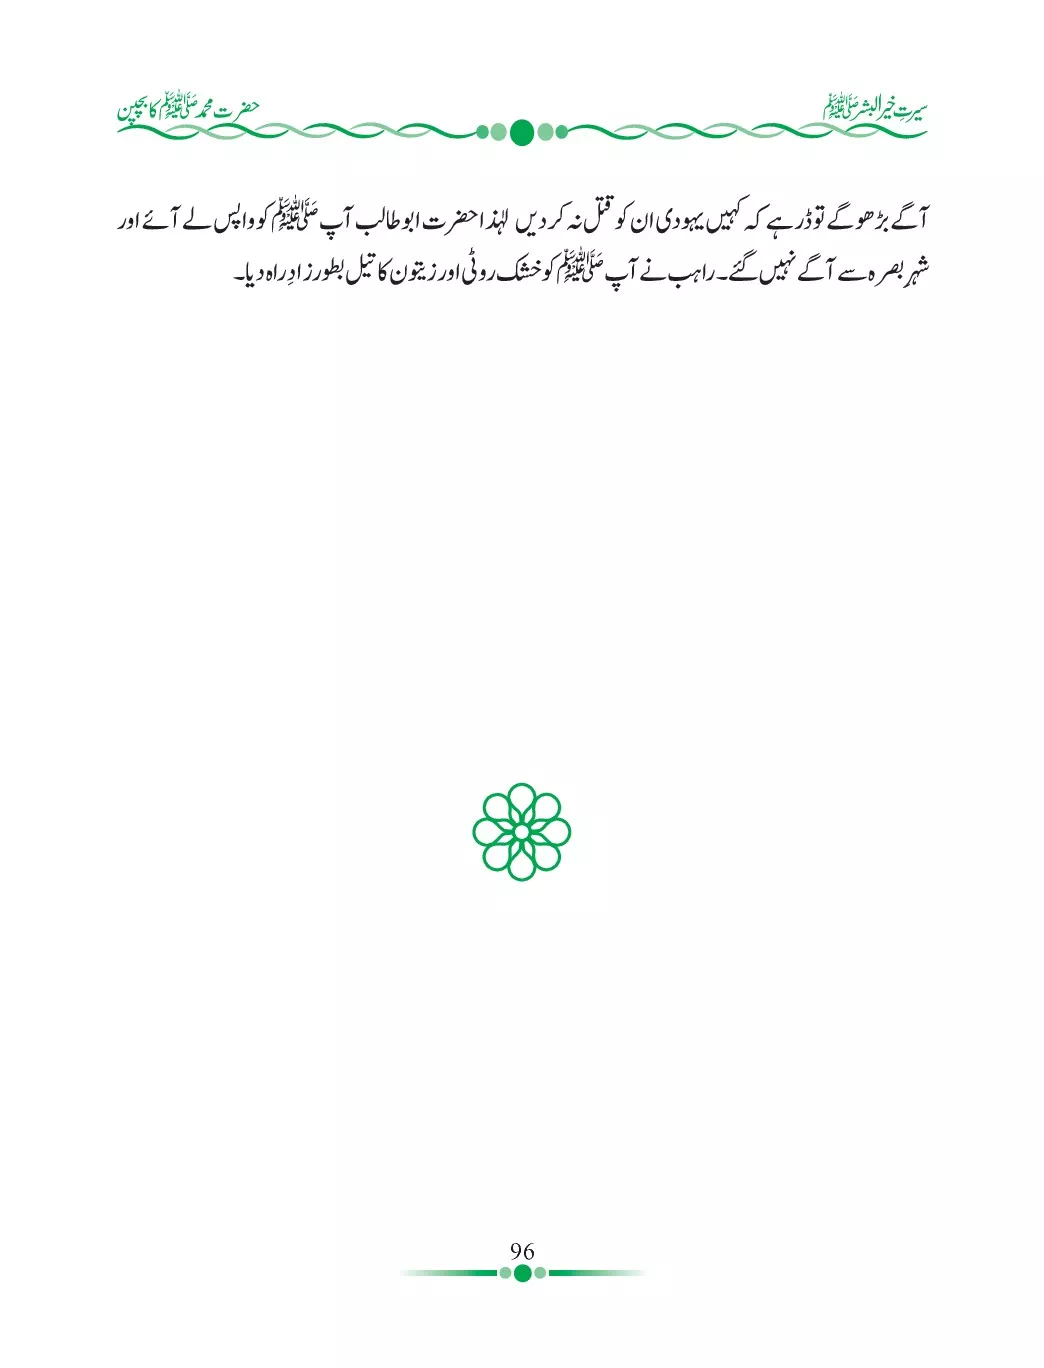 سیرتِ خیر البشر ﷺ
حضرت محمد ﷺ کا بچپن
آگے بڑھو گے تو ڈر ہے کہ کہیں یہودی ان کو قتل نہ کر دیں لہٰذا حضرت ابو طالب آپ ﷺ کو واپس لے آئے اور
شہرِ بصرہ سے آگے نہیں گئے۔ راہب نے آپ ﷺ کو خشک روٹی اور زیتون کا تیل بطور زادِ راہ دیا۔
96